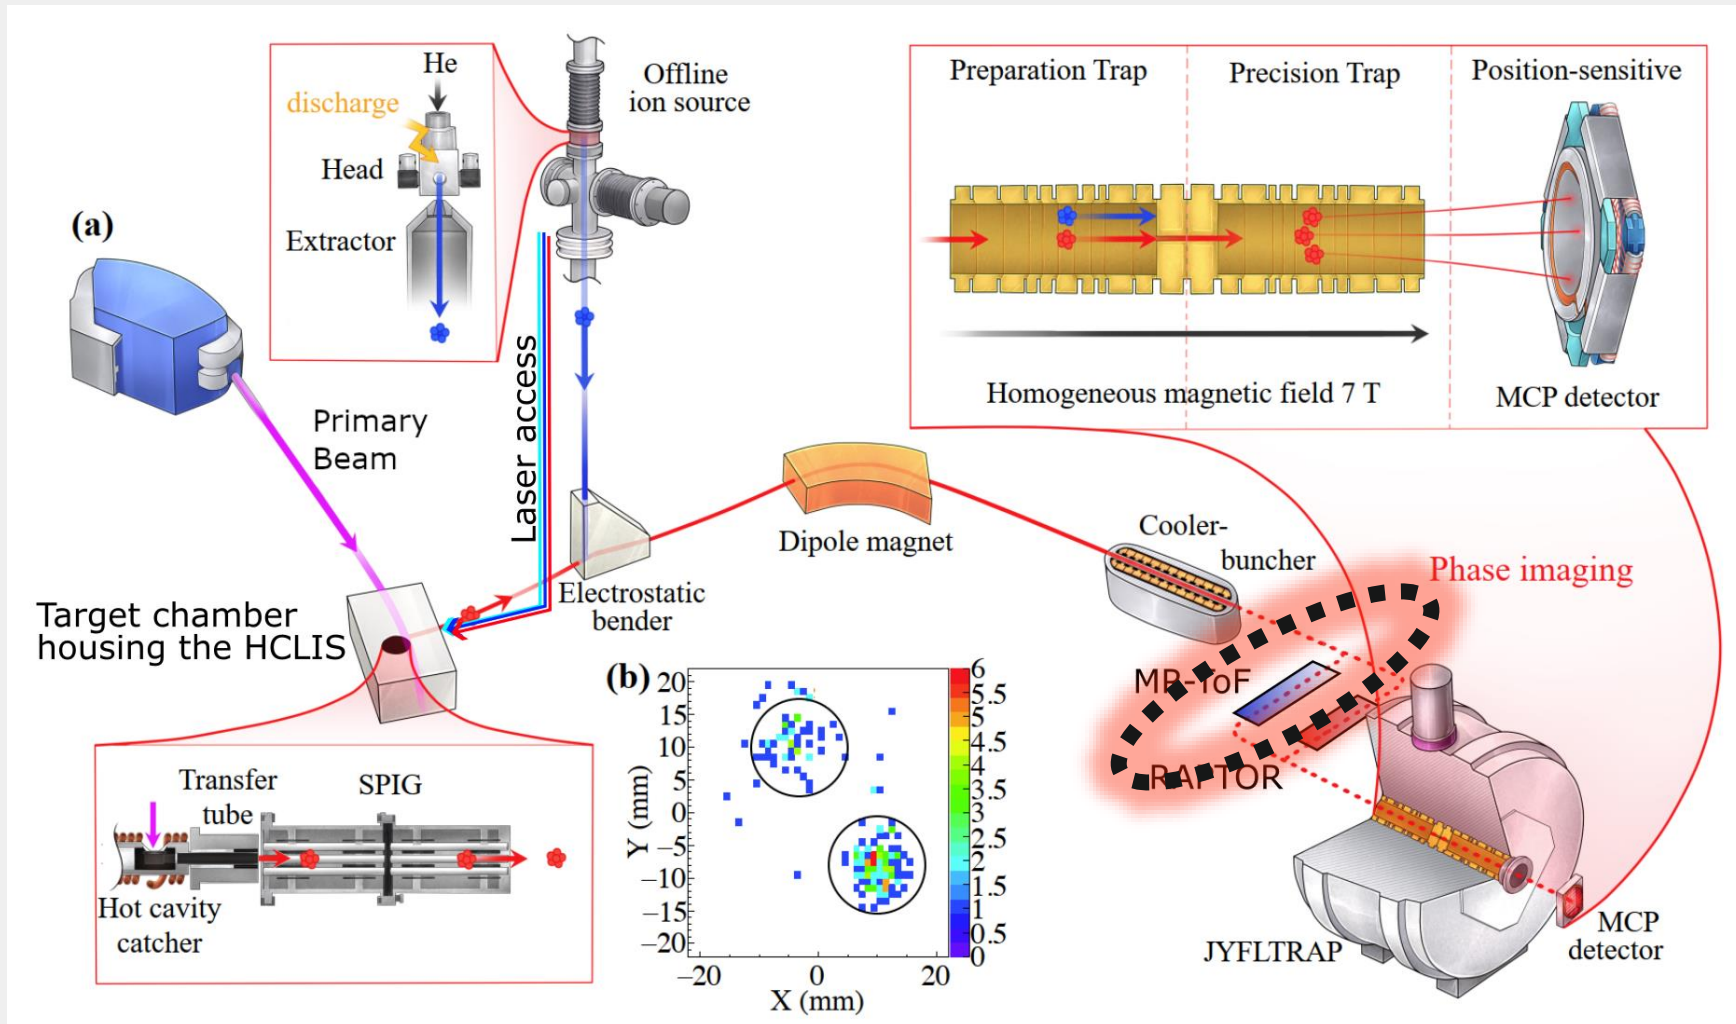 (a)
He
discharge
Head
Extractor
Offline
ion source
Laser access
Primary
Beam
Target chamber
housing the HCLIS
Electrostatic
bender
Dipole magnet
Cooler-
buncher
Phase imaging
MR-ToF
RAPTOR
JYFLTRAP
MCP
detector
Preparation Trap
Precision Trap
Position-sensitive
Homogeneous magnetic field 7 T
MCP detector
Transfer
tube
SPIG
Hot cavity
catcher
(b)
Y (mm)
20
15
10
5
0
−5
−10
−15
−20
−20
0
20
X (mm)
6
5.5
5
4.5
4
3.5
3
2.5
2
1.5
1
0.5
0